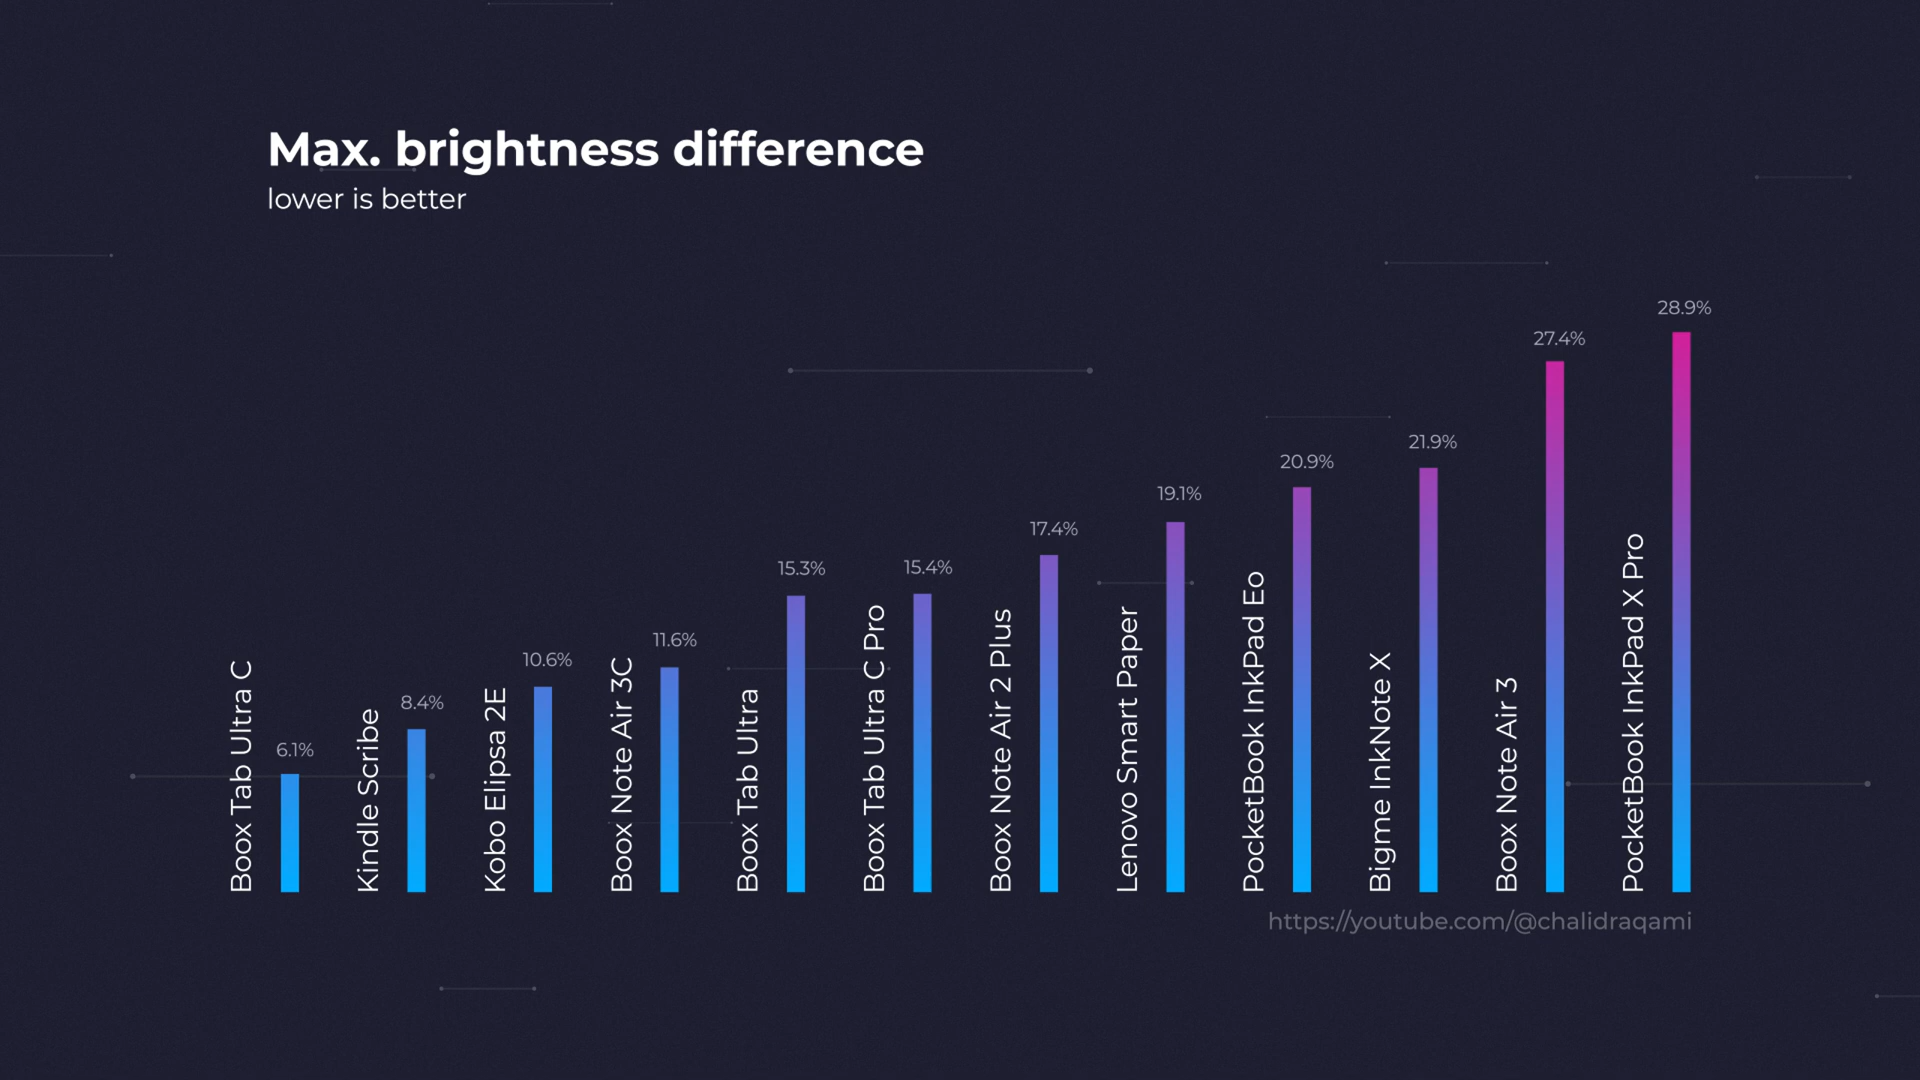 Max. brightness difference
lower is better
Boox Tab Ultra C
6.1%
Kindle Scribe
8.4%
Kobo Elipsa 2E
10.6%
Boox Note Air 3C
11.6%
Boox Tab Ultra
15.3%
Boox Tab Ultra C Pro
15.4%
Boox Note Air 2 Plus
17.4%
Lenovo Smart Paper
19.1%
PocketBook InkPad Eo
20.9%
Bigme InkNote X
21.9%
Boox Note Air 3
27.4%
PocketBook InkPad X Pro
28.9%
https://youtube.com/@chalidraqami